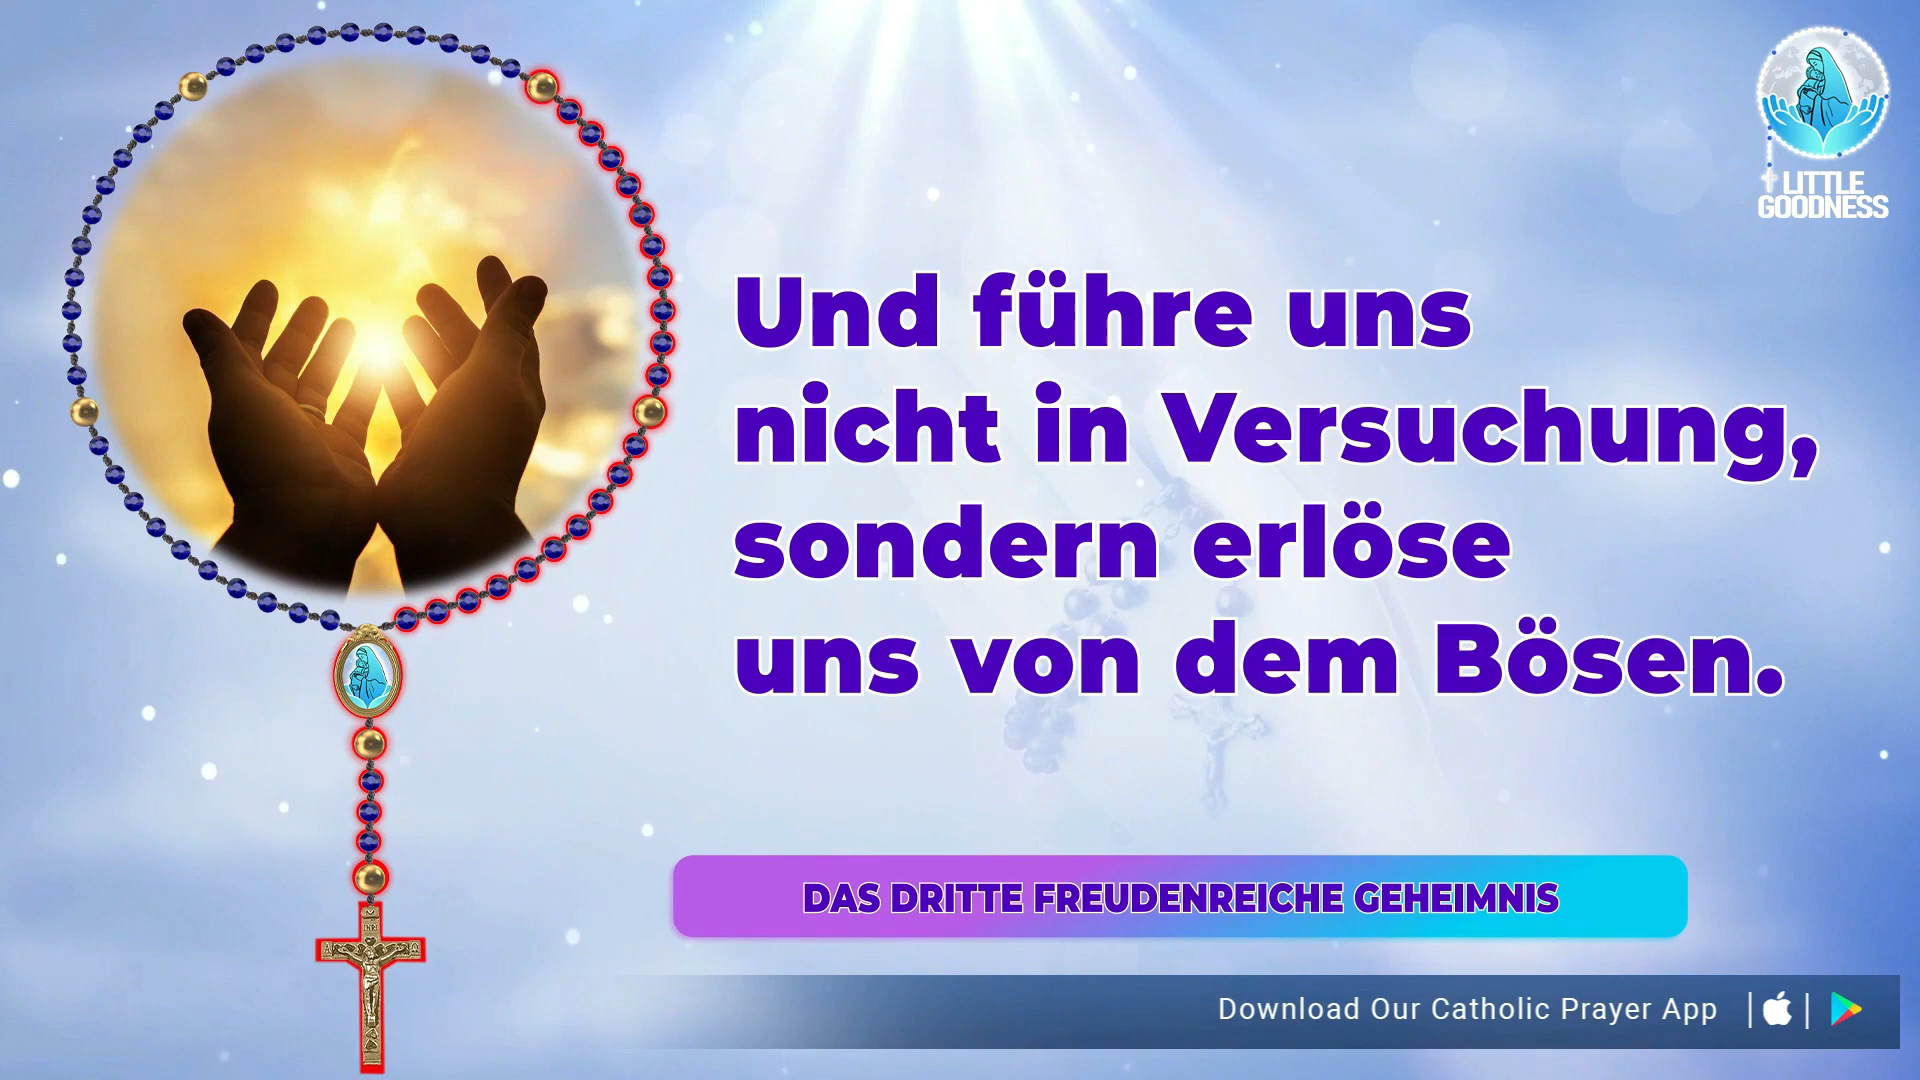 LITTLE
GOODNESS
Und führe uns
nicht in Versuchung,
sondern erlöse
uns von dem Bösen.
DAS DRITTE FREUDENREICHE GEHEIMNIS
INRI
Download Our Catholic Prayer App